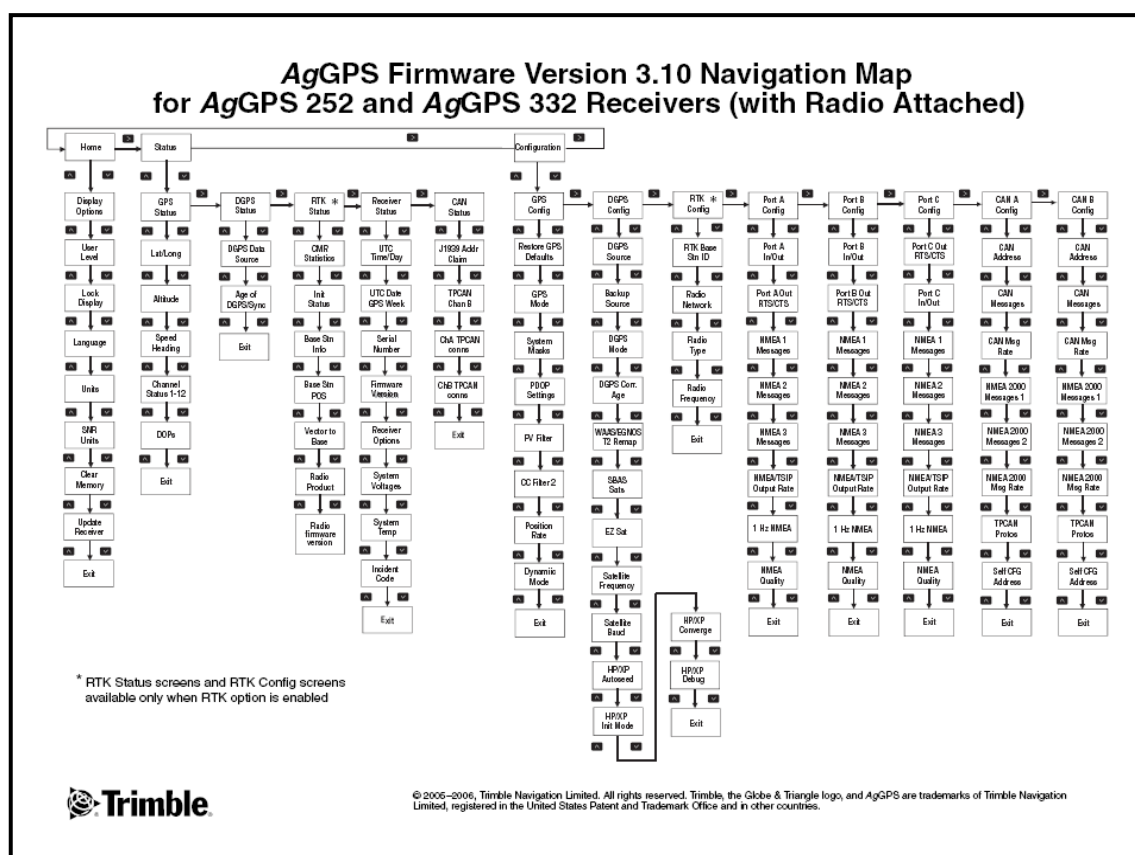 AgGPS Firmware Version 3.10 Navigation Map
for AgGPS 252 and AgGPS 332 Receivers (with Radio Attached)
Home
Status
Configuration
Display
Options
User
Level
Lock
Display
Language
Units
SNR
Units
Clear
Memory
Update
Receiver
Exit
GPS
Status
Lat/Long
Altitude
Speed
Heading
Channel
Status 1-12
DOPs
Exit
DGPS
Status
DGPS Data
Source
Age of
DGPS/Sync
Exit
RTK *
Status
CMR
Statistics
Init
Status
Base Stn
Info
Base Stn
POS
Vector to
Base
Radio
Product
Radio
firmware
version
Receiver
Status
UTC
Time/Day
UTC Date
GPS Week
Serial
Number
Firmware
Version
Receiver
Options
System
Voltages
System
Temp
Incident
Code
Exit
CAN
Status
J1939 Addr
Claim
TPCAN
Chan B
ChA TPCAN
conns
ChB TPCAN
conns
Exit
GPS
Config
Restore GPS
Defaults
GPS
Mode
System
Masks
PDOP
Settings
PV Filter
CC Filter 2
Position
Rate
Dynamiic
Mode
Exit
DGPS
Config
DGPS
Source
Backup
Source
DGPS
Mode
DGPS Corr.
Age
WAAS/EGNOS
T2 Remap
SBAS
Sats
EZ Sat
Satellite
Frequency
Satellite
Baud
HP/XP
Autoseed
HP/XP
Init Mode
HP/XP
Converge
HP/XP
Debug
Exit
RTK *
Config
RTK Base
Stn ID
Radio
Network
Radio
Type
Radio
Frequency
Exit
Port A
Config
Port A
In/Out
Port A Out
RTS/CTS
NMEA 1
Messages
NMEA 2
Messages
NMEA 3
Messages
NMEA/TSIP
Output Rate
1 Hz NMEA
NMEA
Quality
Exit
Port B
Config
Port B
In/Out
Port B Out
RTS/CTS
NMEA 1
Messages
NMEA 2
Messages
NMEA 3
Messages
NMEA/TSIP
Output Rate
1 Hz NMEA
NMEA
Quality
Exit
Port C
Config
Port C Out
RTS/CTS
Port C
In/Out
NMEA 1
Messages
NMEA 2
Messages
NMEA 3
Messages
NMEA/TSIP
Output Rate
1 Hz NMEA
NMEA
Quality
Exit
CAN A
Config
CAN
Address
CAN
Messages
CAN Msg
Rate
NMEA 2000
Messages 1
NMEA 2000
Messages 2
NMEA 2000
Msg Rate
TPCAN
Protos
Self CFG
Address
Exit
CAN B
Config
CAN
Address
CAN
Messages
CAN Msg
Rate
NMEA 2000
Messages 1
NMEA 2000
Messages 2
NMEA 2000
Msg Rate
TPCAN
Protos
Self CFG
Address
Exit
* RTK Status screens and RTK Config screens
available only when RTK option is enabled
Trimble.
© 2005–2006, Trimble Navigation Limited. All rights reserved. Trimble, the Globe & Triangle logo, and AgGPS are trademarks of Trimble Navigation
Limited, registered in the United States Patent and Trademark Office and in other countries.